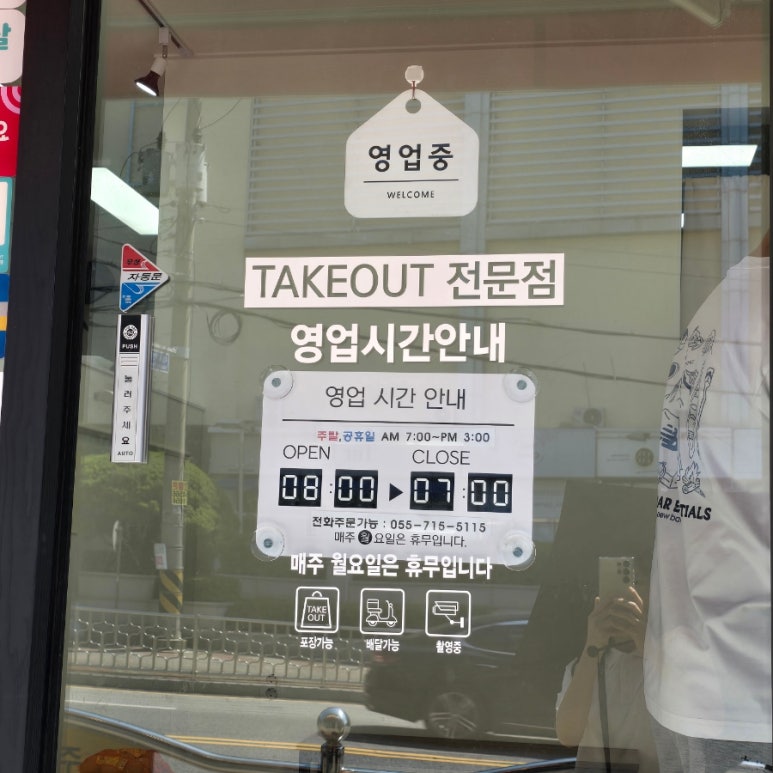 영업중
WELCOME
자동문
TAKEOUT 전문점
영업시간안내
PUSH
눌러주세요
AUTO
영업 시간 안내
주말,공휴일 AM 7:00~PM 3:00
OPEN CLOSE
08:00 ▶ 07:00
전화주문가능 : 055-715-5115
매주 월요일은 휴무입니다.
매주 월요일은 휴무입니다
TAKE OUT
포장가능 배달가능 촬영중